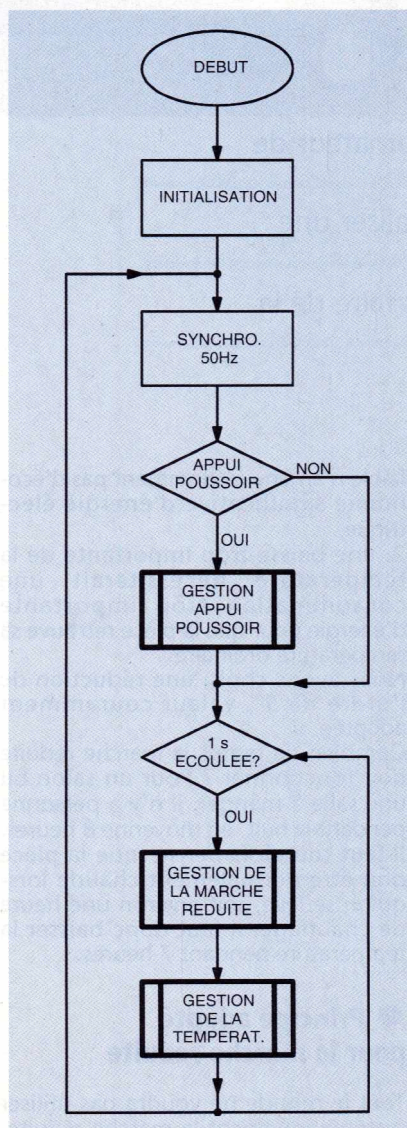 DEBUT
INITIALISATION
SYNCHRO.
50Hz
APPUI
POUSSOIR
NON
OUI
GESTION
APPUI
POUSSOIR
1 s
ECOULEE?
OUI
GESTION DE
LA MARCHE
REDUITE
GESTION
DE LA
TEMPERAT.